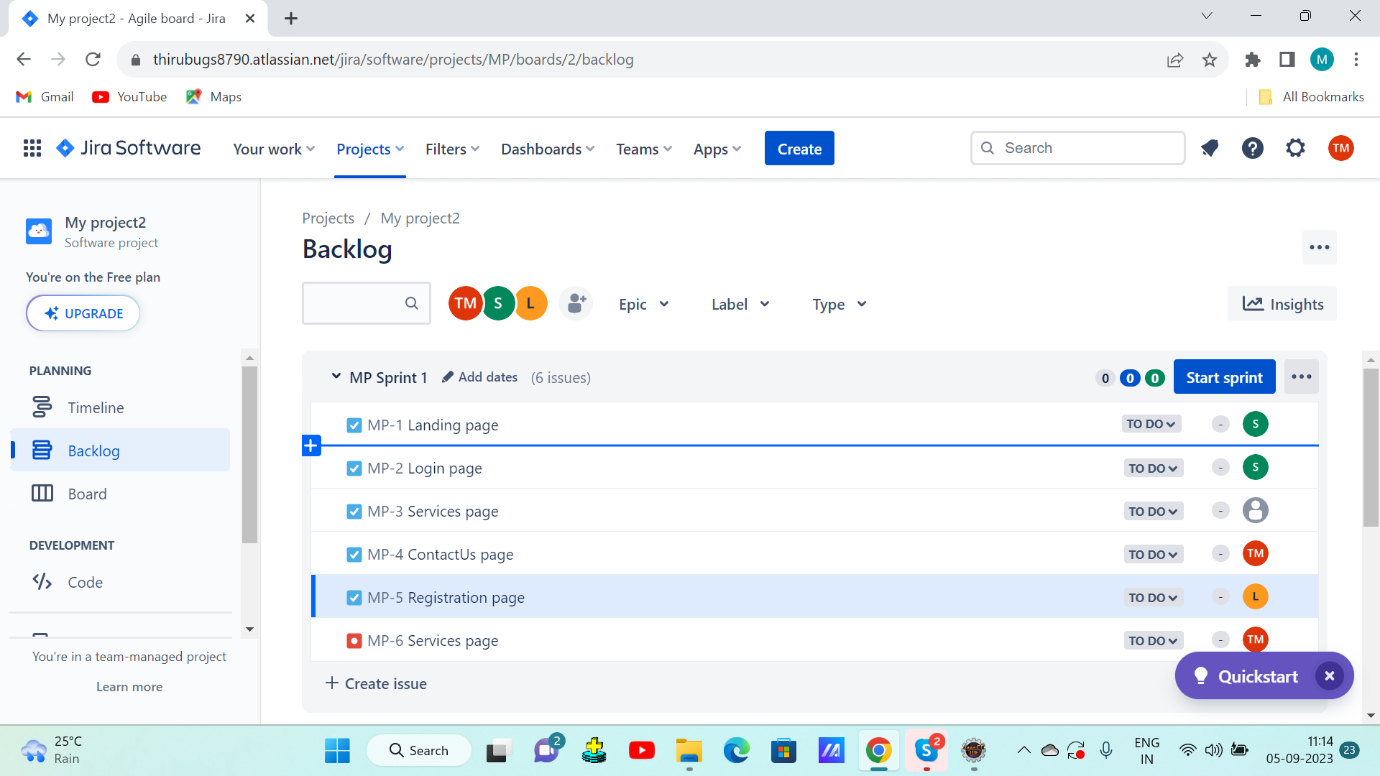 My project2 - Agile board - Jira
thirubugs8790.atlassian.net/jira/software/projects/MP/boards/2/backlog
M
Gmail
YouTube
Maps
All Bookmarks
Jira Software
Your work
Projects
Filters
Dashboards
Teams
Apps
Create
Search
TM
My project2
Software project
You're on the Free plan
UPGRADE
PLANNING
Timeline
Backlog
Board
DEVELOPMENT
Code
You're in a team-managed project
Learn more
Projects / My project2
Backlog
TM S L
Epic
Label
Type
Insights
MP Sprint 1 Add dates (6 issues)
0 0 0 Start sprint
MP-1 Landing page TO DO - S
MP-2 Login page TO DO - S
MP-3 Services page TO DO -
MP-4 ContactUs page TO DO - TM
MP-5 Registration page TO DO - L
MP-6 Services page TO DO - TM
+ Create issue
Quickstart
25°C
Rain
Search
2
2
ENG
IN
11:14
05-09-2023
23